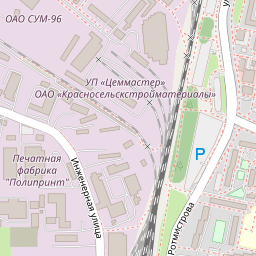 ОАО СУМ-96
УП «Цеммастер»
ОАО «Красносельскстройматериалы»
P
Печатная
фабрика
"Полипринт"
Инженерная улица
Ротмистрова